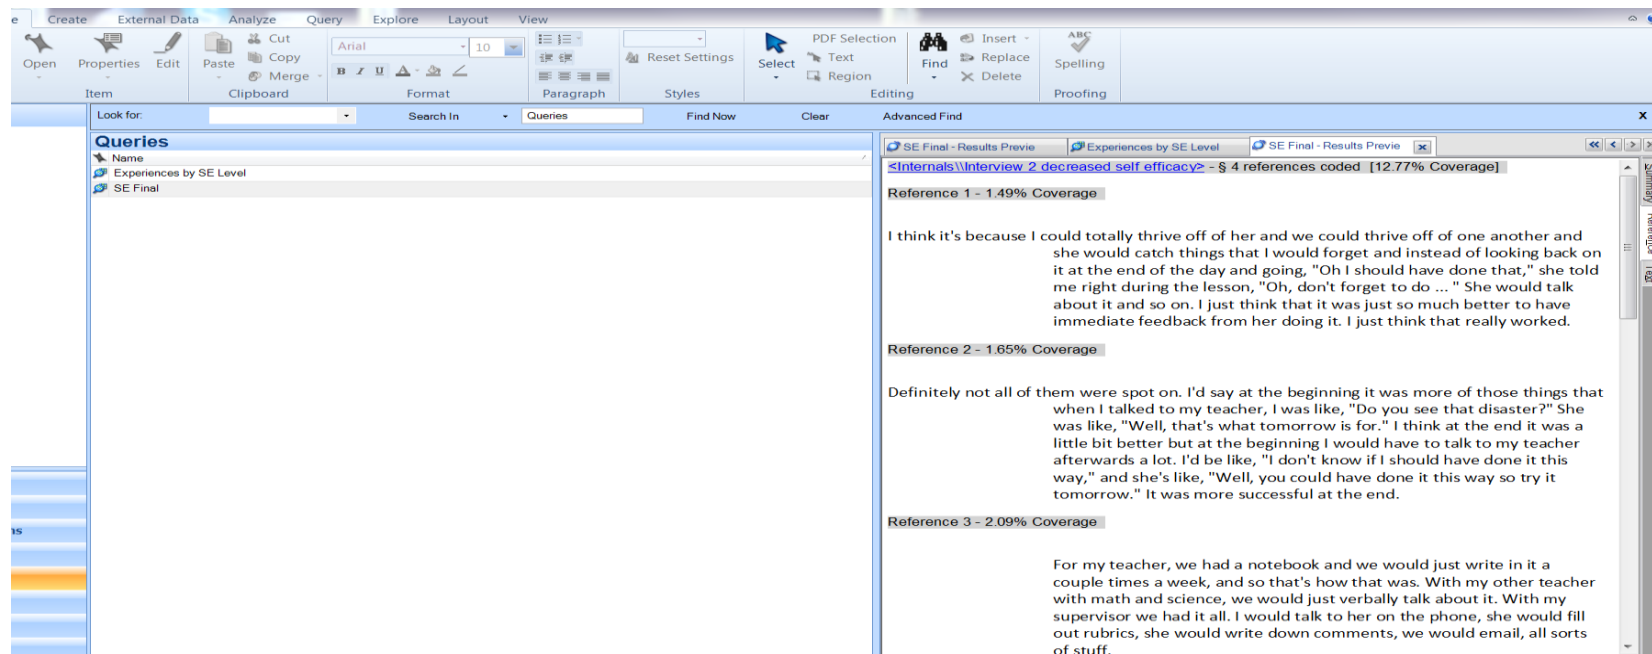 e Create External Data Analyze Query Explore Layout View
Open Properties Edit Paste Cut Copy Merge
Arial 10
B I U A
Reset Settings
Select PDF Selection Text Region
Find Insert Replace Delete
ABC Spelling
Item Clipboard Format Paragraph Styles Editing Proofing
Look for: Search In Queries Find Now Clear Advanced Find x
Queries
Name
Experiences by SE Level
SE Final
ns
SE Final - Results Previe Experiences by SE Level SE Final - Results Previe x
<Internals\\Interview 2 decreased self efficacy> - § 4 references coded [12.77% Coverage]
Reference 1 - 1.49% Coverage
I think it's because I could totally thrive off of her and we could thrive off of one another and
she would catch things that I would forget and instead of looking back on
it at the end of the day and going, "Oh I should have done that," she told
me right during the lesson, "Oh, don't forget to do ... " She would talk
about it and so on. I just think that it was just so much better to have
immediate feedback from her doing it. I just think that really worked.
Reference 2 - 1.65% Coverage
Definitely not all of them were spot on. I'd say at the beginning it was more of those things that
when I talked to my teacher, I was like, "Do you see that disaster?" She
was like, "Well, that's what tomorrow is for." I think at the end it was a
little bit better but at the beginning I would have to talk to my teacher
afterwards a lot. I'd be like, "I don't know if I should have done it this
way," and she's like, "Well, you could have done it this way so try it
tomorrow." It was more successful at the end.
Reference 3 - 2.09% Coverage
For my teacher, we had a notebook and we would just write in it a
couple times a week, and so that's how that was. With my other teacher
with math and science, we would just verbally talk about it. With my
supervisor we had it all. I would talk to her on the phone, she would fill
out rubrics, she would write down comments, we would email, all sorts
of stuff.
Summary
Reference